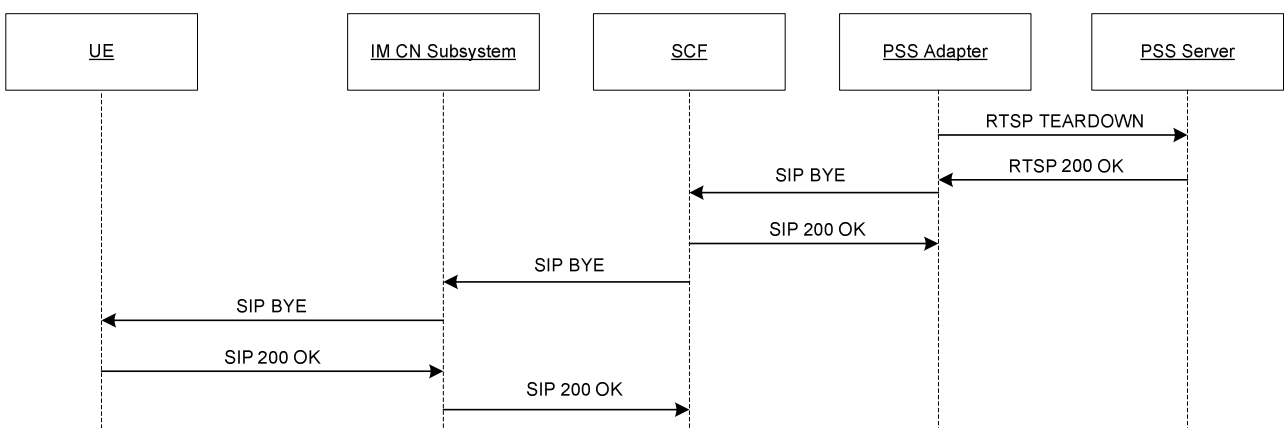 UE
IM CN Subsystem
SCF
PSS Adapter
PSS Server
RTSP TEARDOWN
RTSP 200 OK
SIP BYE
SIP 200 OK
SIP BYE
SIP BYE
SIP 200 OK
SIP 200 OK